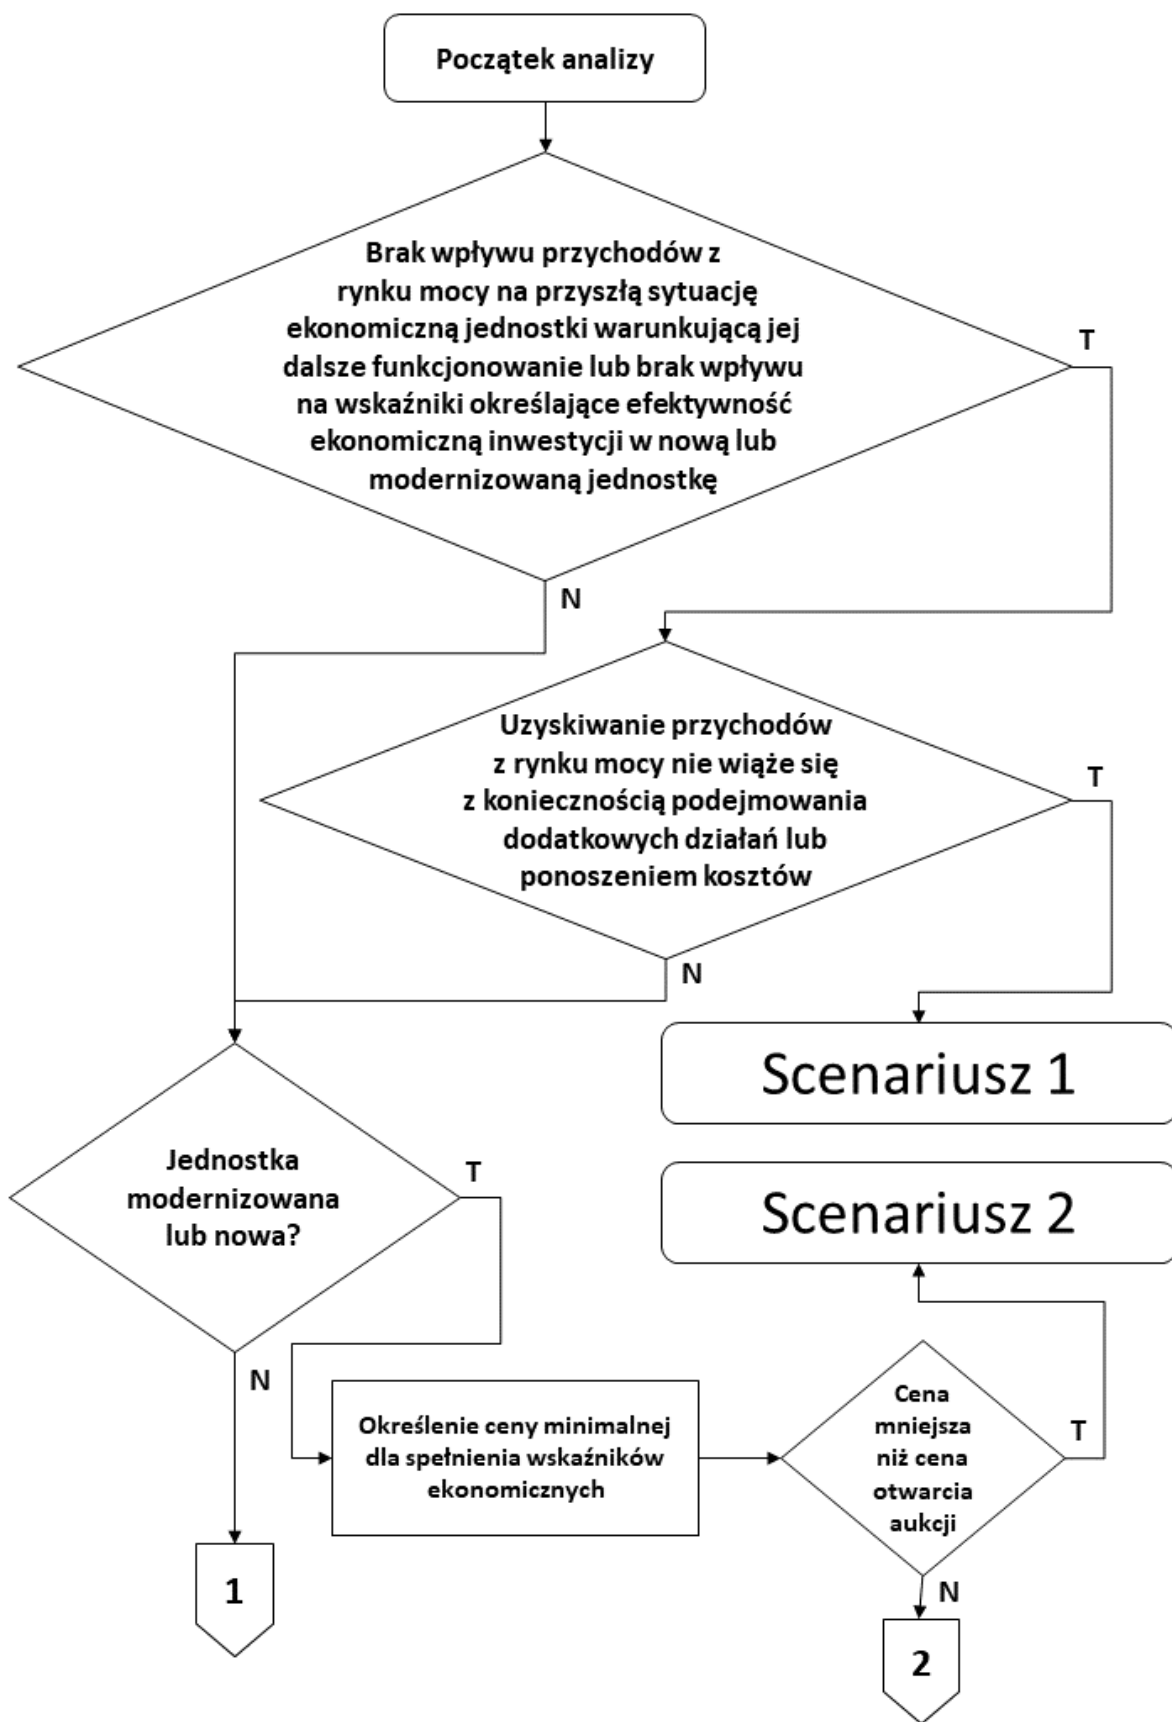 Początek analizy
Brak wpływu przychodów z
rynku mocy na przyszłą sytuację
ekonomiczną jednostki warunkującą jej
dalsze funkcjonowanie lub brak wpływu
na wskaźniki określające efektywność
ekonomiczną inwestycji w nową lub
modernizowaną jednostkę
T
N
Uzyskiwanie przychodów
z rynku mocy nie wiąże się
z koniecznością podejmowania
dodatkowych działań lub
ponoszeniem kosztów
T
N
Scenariusz 1
Jednostka
modernizowana
lub nowa?
T
N
Scenariusz 2
Określenie ceny minimalnej
dla spełnienia wskaźników
ekonomicznych
Cena
mniejsza
niż cena
otwarcia
aukcji
T
N
1
2